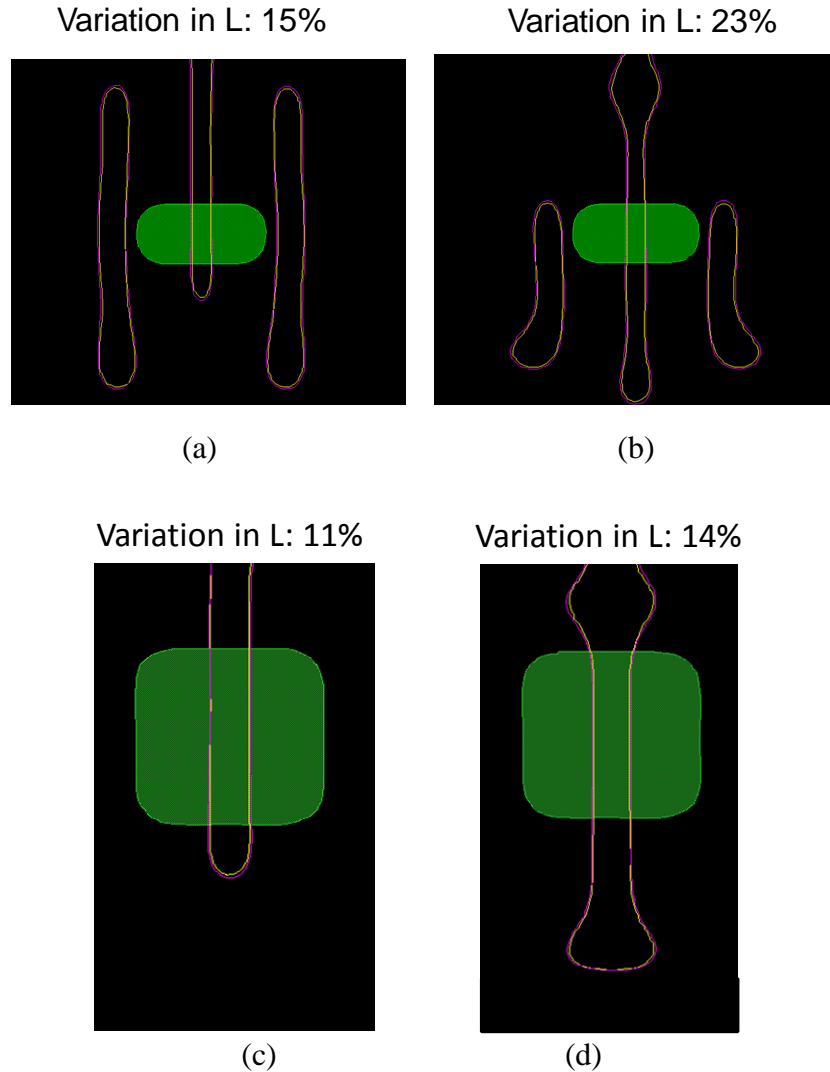 Variation in L: 15%
Variation in L: 23%
(a)
(b)
Variation in L: 11%
Variation in L: 14%
(c)
(d)